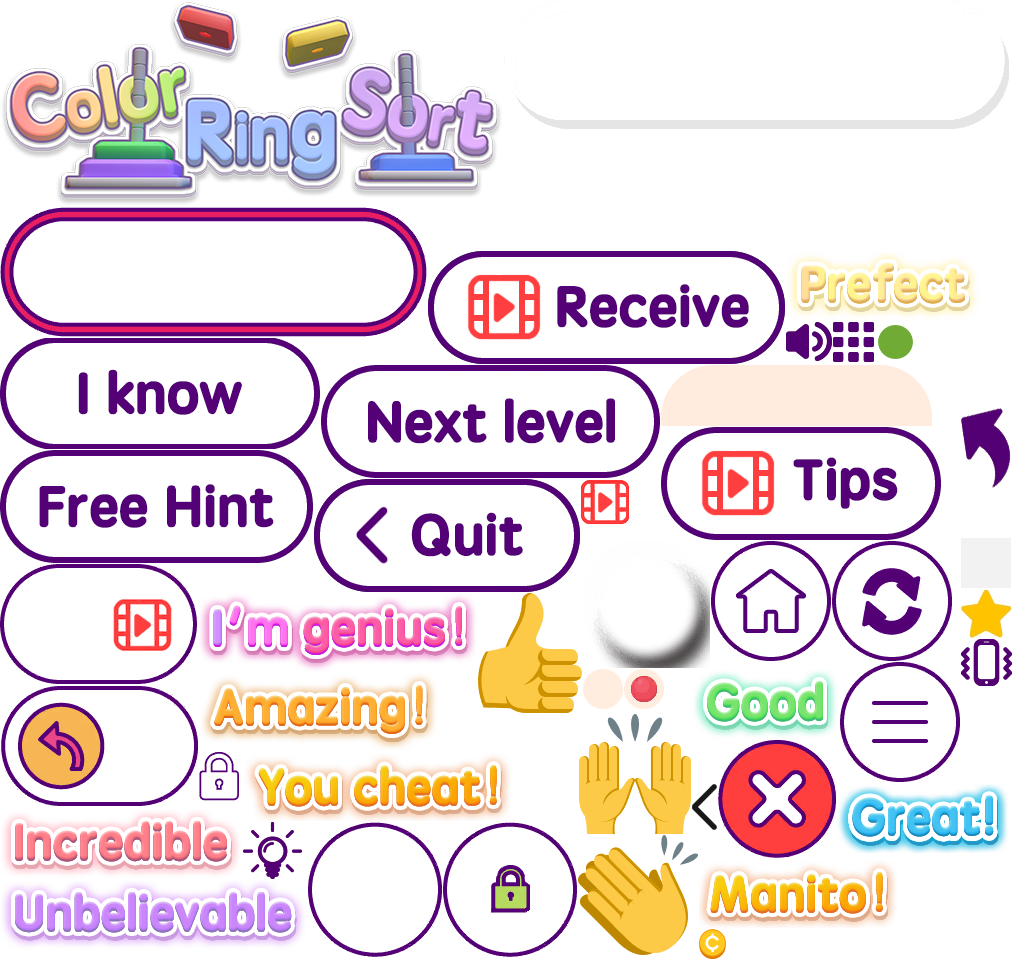 Color Ring Sort
Receive
Prefect
I know
Next level
Tips
Free Hint
Quit
I'm genius!
Amazing!
Good
You cheat!
Great!
Incredible
Manito!
Unbelievable